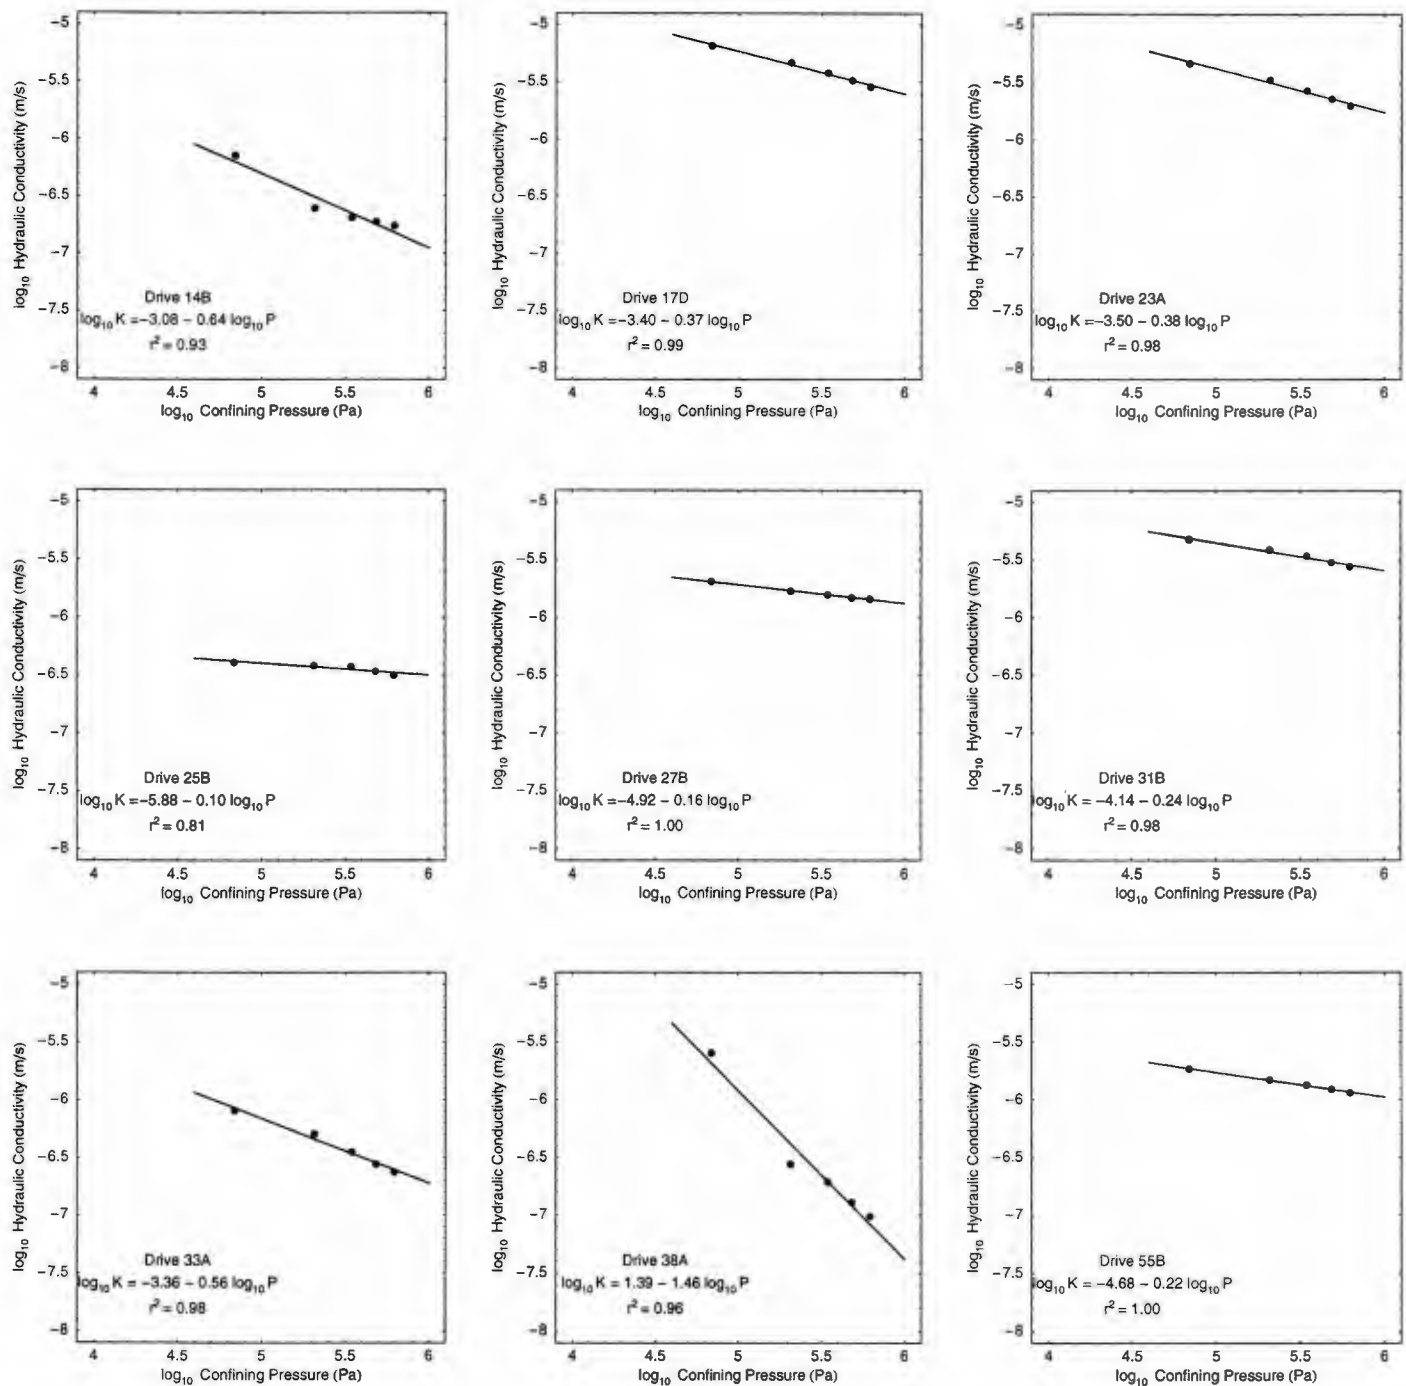 −5
−5.5
−6
−6.5
−7
−7.5
−8
log10 Hydraulic Conductivity (m/s)
Drive 14B
log10 K =−3.08 − 0.64 log10 P
r2 = 0.93
4 4.5 5 5.5 6
log10 Confining Pressure (Pa)
−5
−5.5
−6
−6.5
−7
−7.5
−8
log10 Hydraulic Conductivity (m/s)
Drive 17D
log10 K =−3.40 − 0.37 log10 P
r2 = 0.99
4 4.5 5 5.5 6
log10 Confining Pressure (Pa)
−5
−5.5
−6
−6.5
−7
−7.5
−8
log10 Hydraulic Conductivity (m/s)
Drive 23A
log10 K =−3.50 − 0.38 log10 P
r2 = 0.98
4 4.5 5 5.5 6
log10 Confining Pressure (Pa)
−5
−5.5
−6
−6.5
−7
−7.5
−8
log10 Hydraulic Conductivity (m/s)
Drive 25B
log10 K =−5.88 − 0.10 log10 P
r2 = 0.81
4 4.5 5 5.5 6
log10 Confining Pressure (Pa)
−5
−5.5
−6
−6.5
−7
−7.5
−8
log10 Hydraulic Conductivity (m/s)
Drive 27B
log10 K =−4.92 − 0.16 log10 P
r2 = 1.00
4 4.5 5 5.5 6
log10 Confining Pressure (Pa)
−5
−5.5
−6
−6.5
−7
−7.5
−8
log10 Hydraulic Conductivity (m/s)
Drive 31B
log10 K =−4.14 − 0.24 log10 P
r2 = 0.98
4 4.5 5 5.5 6
log10 Confining Pressure (Pa)
−5
−5.5
−6
−6.5
−7
−7.5
−8
log10 Hydraulic Conductivity (m/s)
Drive 33A
log10 K =−3.36 − 0.56 log10 P
r2 = 0.98
4 4.5 5 5.5 6
log10 Confining Pressure (Pa)
−5
−5.5
−6
−6.5
−7
−7.5
−8
log10 Hydraulic Conductivity (m/s)
Drive 38A
log10 K = 1.39 − 1.46 log10 P
r2 = 0.96
4 4.5 5 5.5 6
log10 Confining Pressure (Pa)
−5
−5.5
−6
−6.5
−7
−7.5
−8
log10 Hydraulic Conductivity (m/s)
Drive 55B
log10 K =−4.68 − 0.22 log10 P
r2 = 1.00
4 4.5 5 5.5 6
log10 Confining Pressure (Pa)